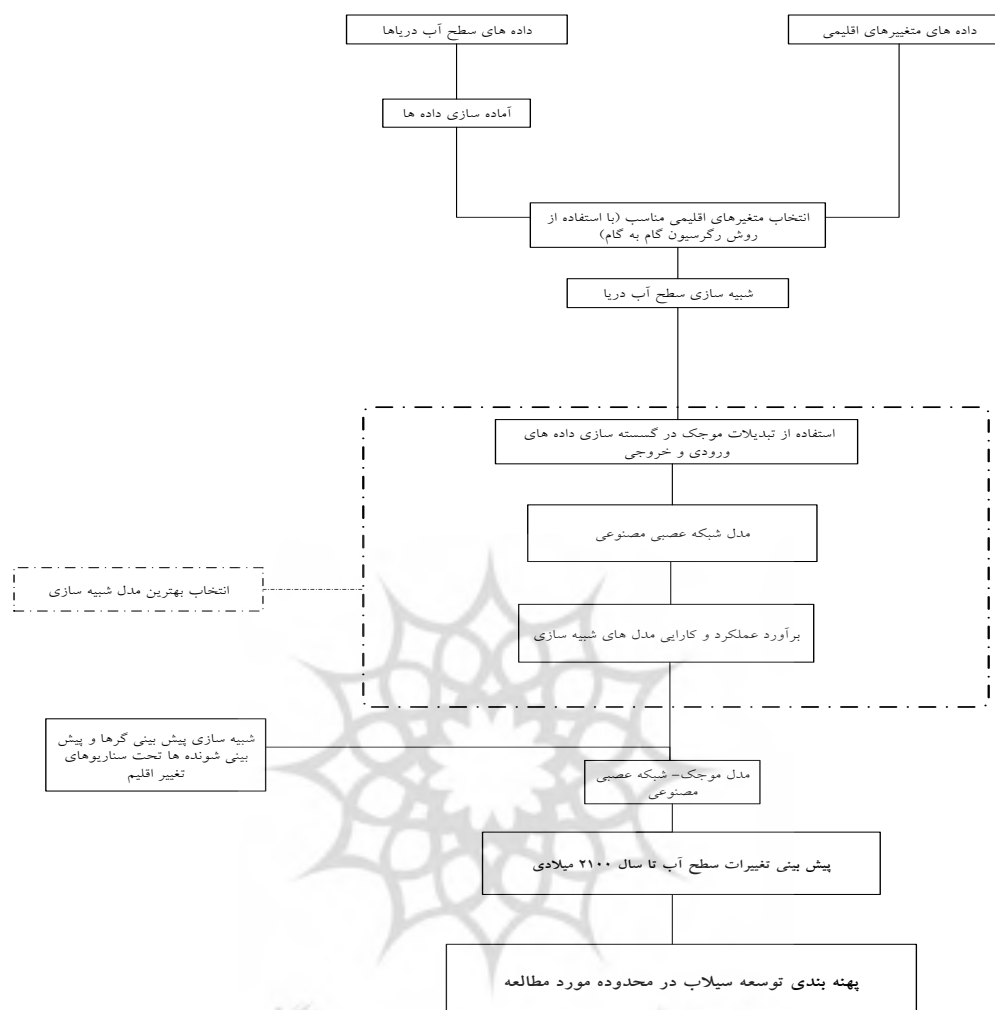 داده های متغییرهای اقلیمی
داده های سطح آب دریاها
آماده سازی داده ها
انتخاب متغیرهای اقلیمی مناسب (با استفاده از
روش رگرسیون گام به گام)
شبیه سازی سطح آب دریا
استفاده از تبدیلات موجک در گسسته سازی داده های
ورودی و خروجی
مدل شبکه عصبی مصنوعی
انتخاب بهترین مدل شبیه سازی
برآورد عملکرد و کارایی مدل های شبیه سازی
شبیه سازی پیش بینی گرها و پیش
بینی شونده ها تحت سناریوهای
تغییر اقلیم
مدل موجک- شبکه عصبی
مصنوعی
پیش بینی تغییرات سطح آب تا سال ۲۱۰۰ میلادی
پهنه بندی توسعه سیلاب در محدوده مورد مطالعه